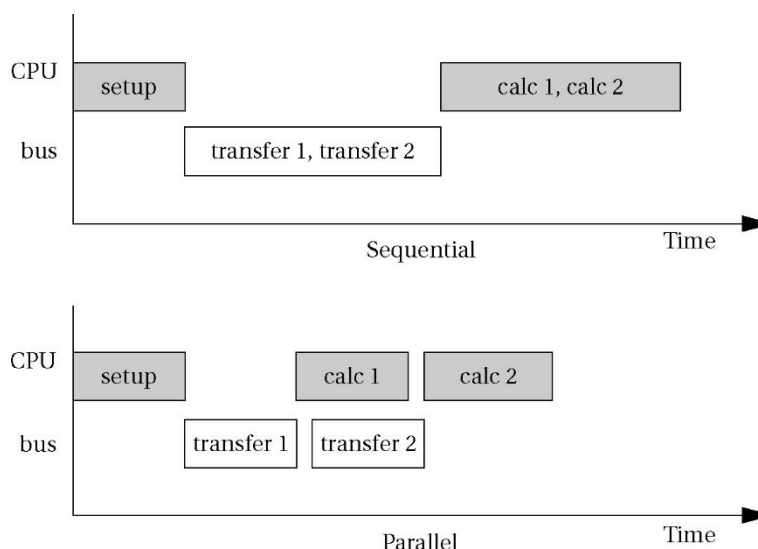 CPU
setup
calc 1, calc 2
bus
transfer 1, transfer 2
Time
Sequential
CPU
setup
calc 1
calc 2
bus
transfer 1
transfer 2
Time
Parallel